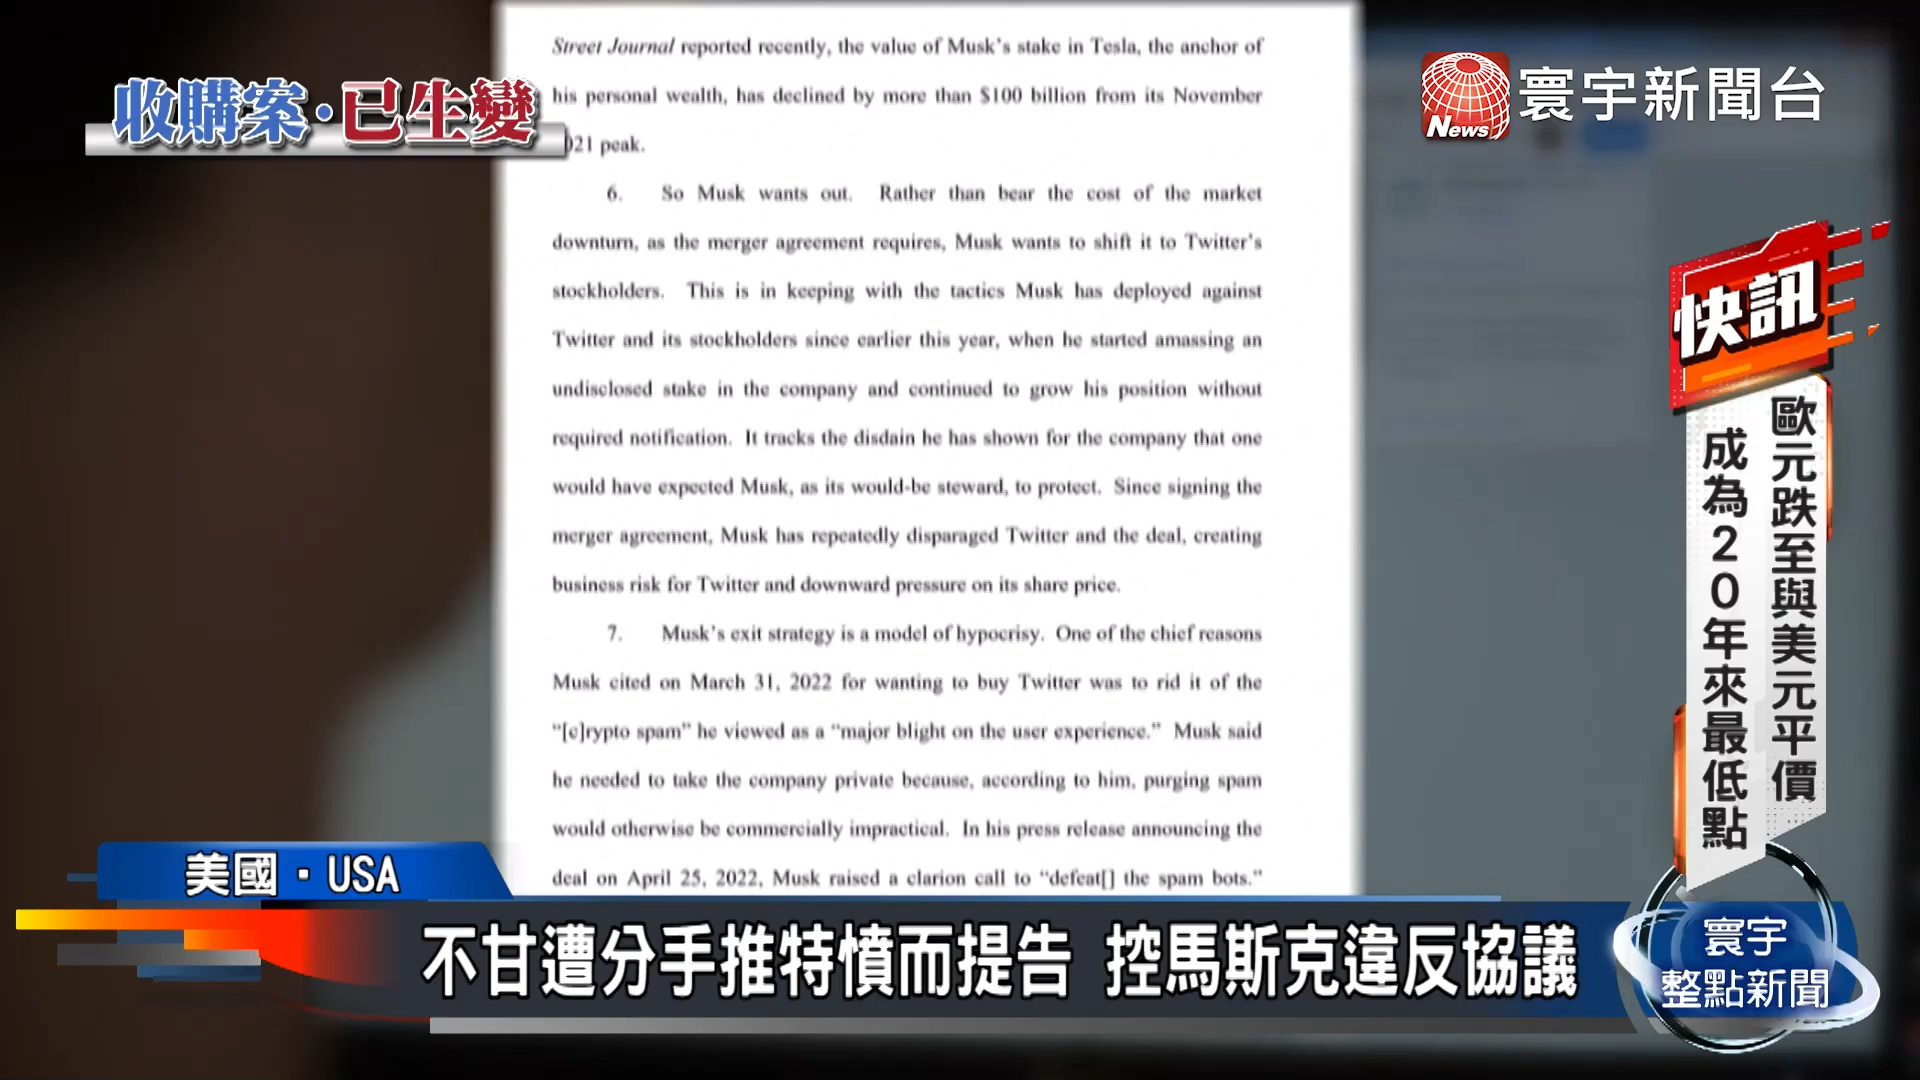 收購案·已生變
News 寰宇新聞台
Street Journal reported recently, the value of Musk's stake in Tesla, the anchor of
his personal wealth, has declined by more than $100 billion from its November
021 peak.
6. So Musk wants out. Rather than bear the cost of the market
downturn, as the merger agreement requires, Musk wants to shift it to Twitter's
stockholders. This is in keeping with the tactics Musk has deployed against
Twitter and its stockholders since earlier this year, when he started amassing an
undisclosed stake in the company and continued to grow his position without
required notification. It tracks the disdain he has shown for the company that one
would have expected Musk, as its would-be steward, to protect. Since signing the
merger agreement, Musk has repeatedly disparaged Twitter and the deal, creating
business risk for Twitter and downward pressure on its share price.
7. Musk's exit strategy is a model of hypocrisy. One of the chief reasons
Musk cited on March 31, 2022 for wanting to buy Twitter was to rid it of the
“[c]rypto spam” he viewed as a “major blight on the user experience.” Musk said
he needed to take the company private because, according to him, purging spam
would otherwise be commercially impractical. In his press release announcing the
deal on April 25, 2022, Musk raised a clarion call to “defeat[] the spam bots.”
快訊
歐元跌至與美元平價
成為20年來最低點
美國·USA
不甘遭分手推特憤而提告 控馬斯克違反協議
寰宇
整點新聞